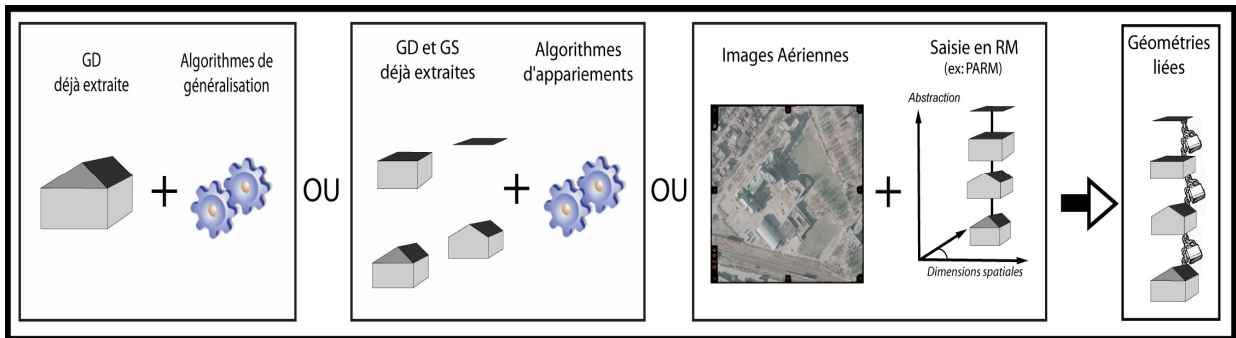 GD
déjà extraite
Algorithmes de
généralisation
+
OU
GD et GS
déjà extraites
Algorithmes
d'appariements
+
OU
Images Aériennes
Saisie en RM
(ex: PARM)
Abstraction
+
Dimensions spatiales
Géométries
liées